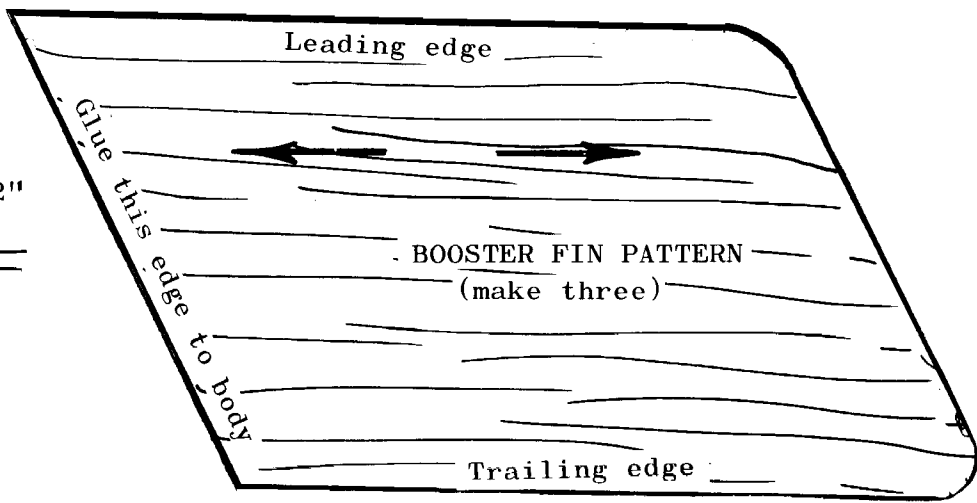 Leading edge
Glue this edge to body
BOOSTER FIN PATTERN
(make three)
Trailing edge